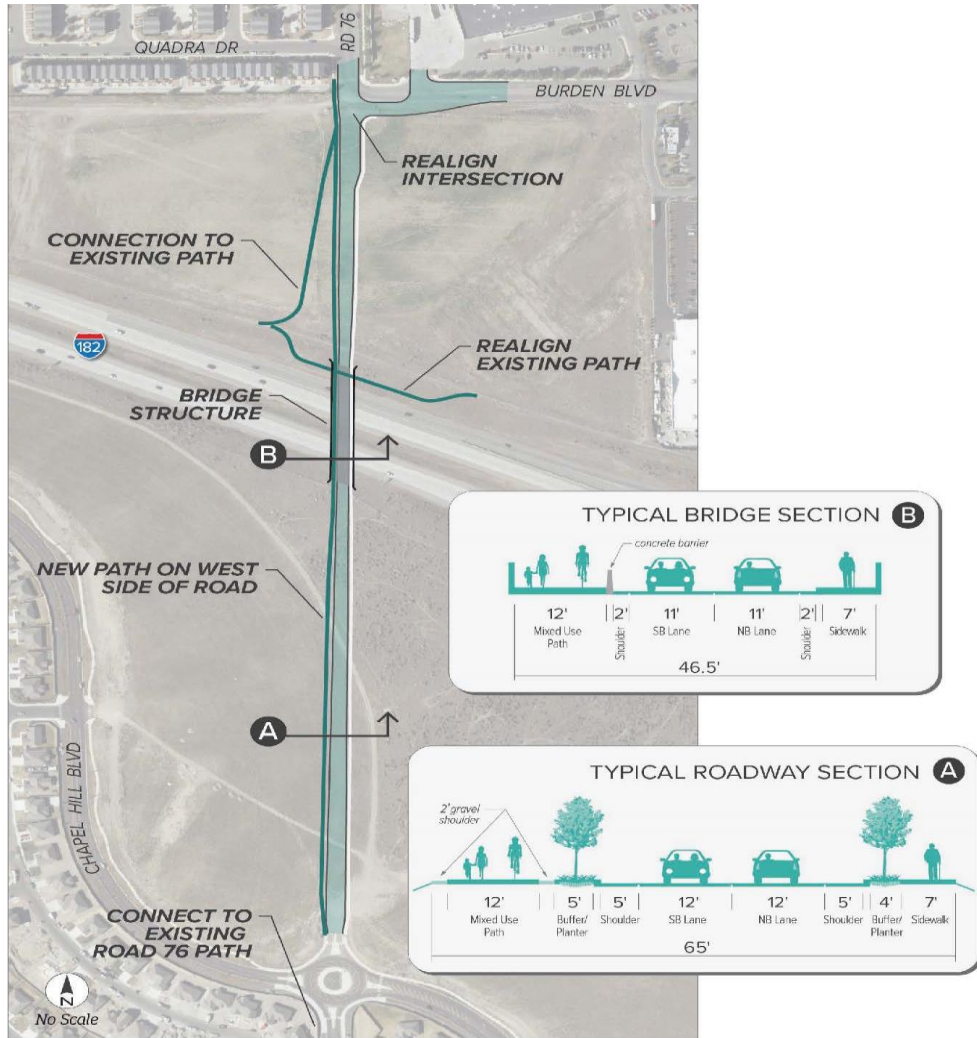 QUADRA DR
RD 76
BURDEN BLVD
REALIGN
INTERSECTION
CONNECTION TO
EXISTING PATH
182
REALIGN
EXISTING PATH
BRIDGE
STRUCTURE
B
NEW PATH ON WEST
SIDE OF ROAD
A
CHAPEL HILL BLVD
CONNECT TO
EXISTING
ROAD 76 PATH
N
No Scale
TYPICAL BRIDGE SECTION B
concrete barrier
12' 2' 11' 11' 2' 7'
Mixed Use
Path
Shoulder
SB Lane
NB Lane
Shoulder
Sidewalk
46.5'
TYPICAL ROADWAY SECTION A
2' gravel
shoulder
12' 5' 5' 12' 12' 5' 4' 7'
Mixed Use
Path
Buffer/
Planter
Shoulder
SB Lane
NB Lane
Shoulder
Buffer/
Planter
Sidewalk
65'